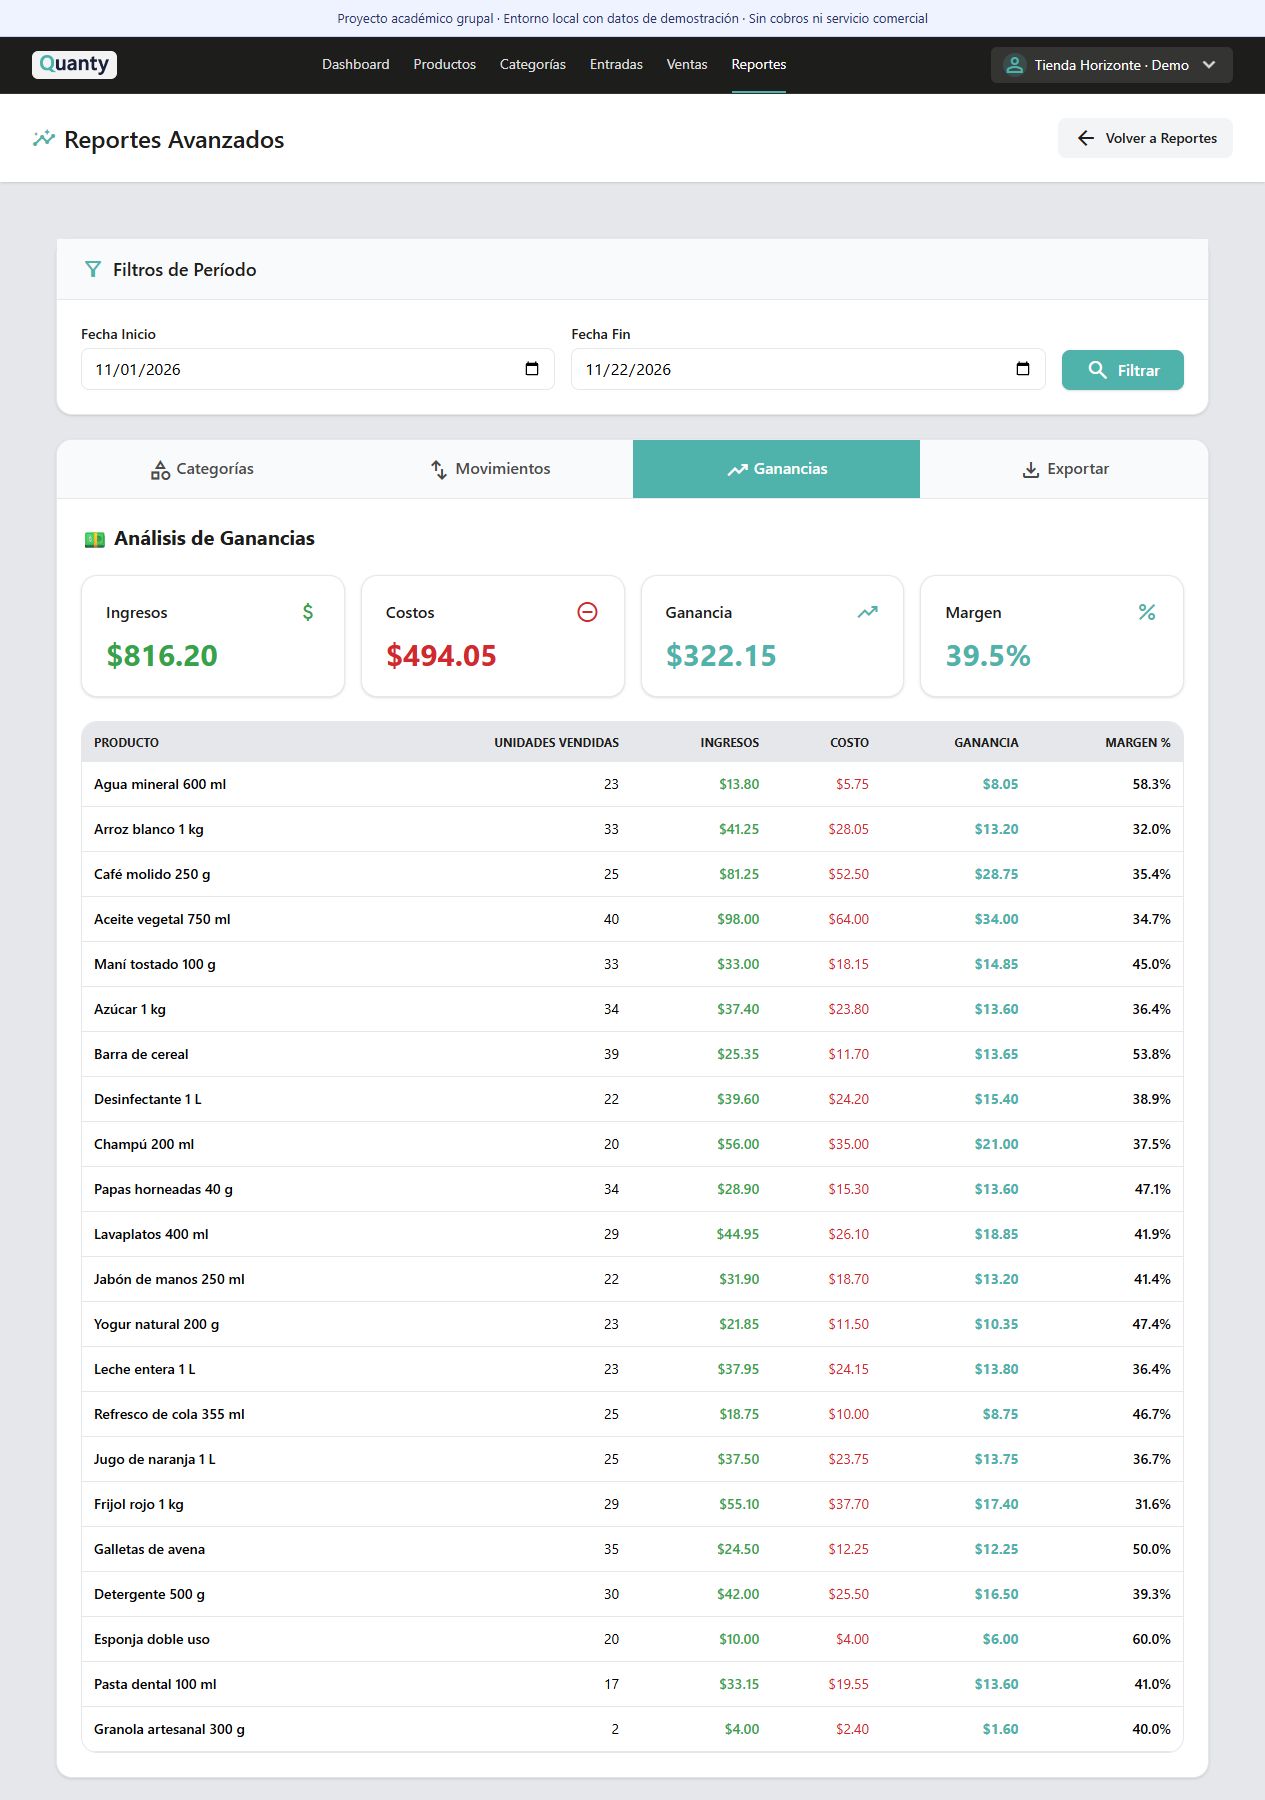 Proyecto académico grupal · Entorno local con datos de demostración · Sin cobros ni servicio comercial
Quanty Dashboard Productos Categorías Entradas Ventas Reportes Tienda Horizonte · Demo
Reportes Avanzados Volver a Reportes
Filtros de Período
Fecha Inicio Fecha Fin
11/01/2026 11/22/2026 Filtrar
Categorías Movimientos Ganancias Exportar
Análisis de Ganancias
Ingresos $ Costos Ganancia Margen %
$816.20 $494.05 $322.15 39.5%
PRODUCTO UNIDADES VENDIDAS INGRESOS COSTO GANANCIA MARGEN %
Agua mineral 600 ml 23 $13.80 $5.75 $8.05 58.3%
Arroz blanco 1 kg 33 $41.25 $28.05 $13.20 32.0%
Café molido 250 g 25 $81.25 $52.50 $28.75 35.4%
Aceite vegetal 750 ml 40 $98.00 $64.00 $34.00 34.7%
Maní tostado 100 g 33 $33.00 $18.15 $14.85 45.0%
Azúcar 1 kg 34 $37.40 $23.80 $13.60 36.4%
Barra de cereal 39 $25.35 $11.70 $13.65 53.8%
Desinfectante 1 L 22 $39.60 $24.20 $15.40 38.9%
Champú 200 ml 20 $56.00 $35.00 $21.00 37.5%
Papas horneadas 40 g 34 $28.90 $15.30 $13.60 47.1%
Lavaplatos 400 ml 29 $44.95 $26.10 $18.85 41.9%
Jabón de manos 250 ml 22 $31.90 $18.70 $13.20 41.4%
Yogur natural 200 g 23 $21.85 $11.50 $10.35 47.4%
Leche entera 1 L 23 $37.95 $24.15 $13.80 36.4%
Refresco de cola 355 ml 25 $18.75 $10.00 $8.75 46.7%
Jugo de naranja 1 L 25 $37.50 $23.75 $13.75 36.7%
Frijol rojo 1 kg 29 $55.10 $37.70 $17.40 31.6%
Galletas de avena 35 $24.50 $12.25 $12.25 50.0%
Detergente 500 g 30 $42.00 $25.50 $16.50 39.3%
Esponja doble uso 20 $10.00 $4.00 $6.00 60.0%
Pasta dental 100 ml 17 $33.15 $19.55 $13.60 41.0%
Granola artesanal 300 g 2 $4.00 $2.40 $1.60 40.0%